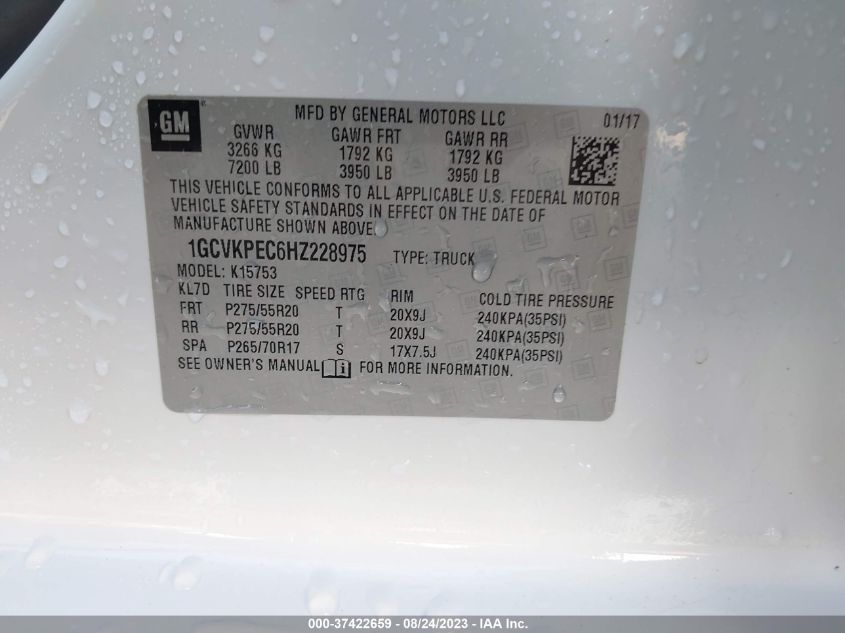 GM
MFD BY GENERAL MOTORS LLC 01/17
GVWR GAWR FRT GAWR RR
3266 KG 1792 KG 1792 KG
7200 LB 3950 LB 3950 LB
THIS VEHICLE CONFORMS TO ALL APPLICABLE U.S. FEDERAL MOTOR
VEHICLE SAFETY STANDARDS IN EFFECT ON THE DATE OF
MANUFACTURE SHOWN ABOVE.
1GCVKPEC6HZ228975 TYPE: TRUCK
MODEL: K15753
KL7D TIRE SIZE SPEED RTG RIM COLD TIRE PRESSURE
FRT P275/55R20 T 20X9J 240KPA(35PSI)
RR P275/55R20 T 20X9J 240KPA(35PSI)
SPA P265/70R17 S 17X7.5J 240KPA(35PSI)
SEE OWNER'S MANUAL FOR MORE INFORMATION.
000-37422659 - 08/24/2023 - IAA Inc.